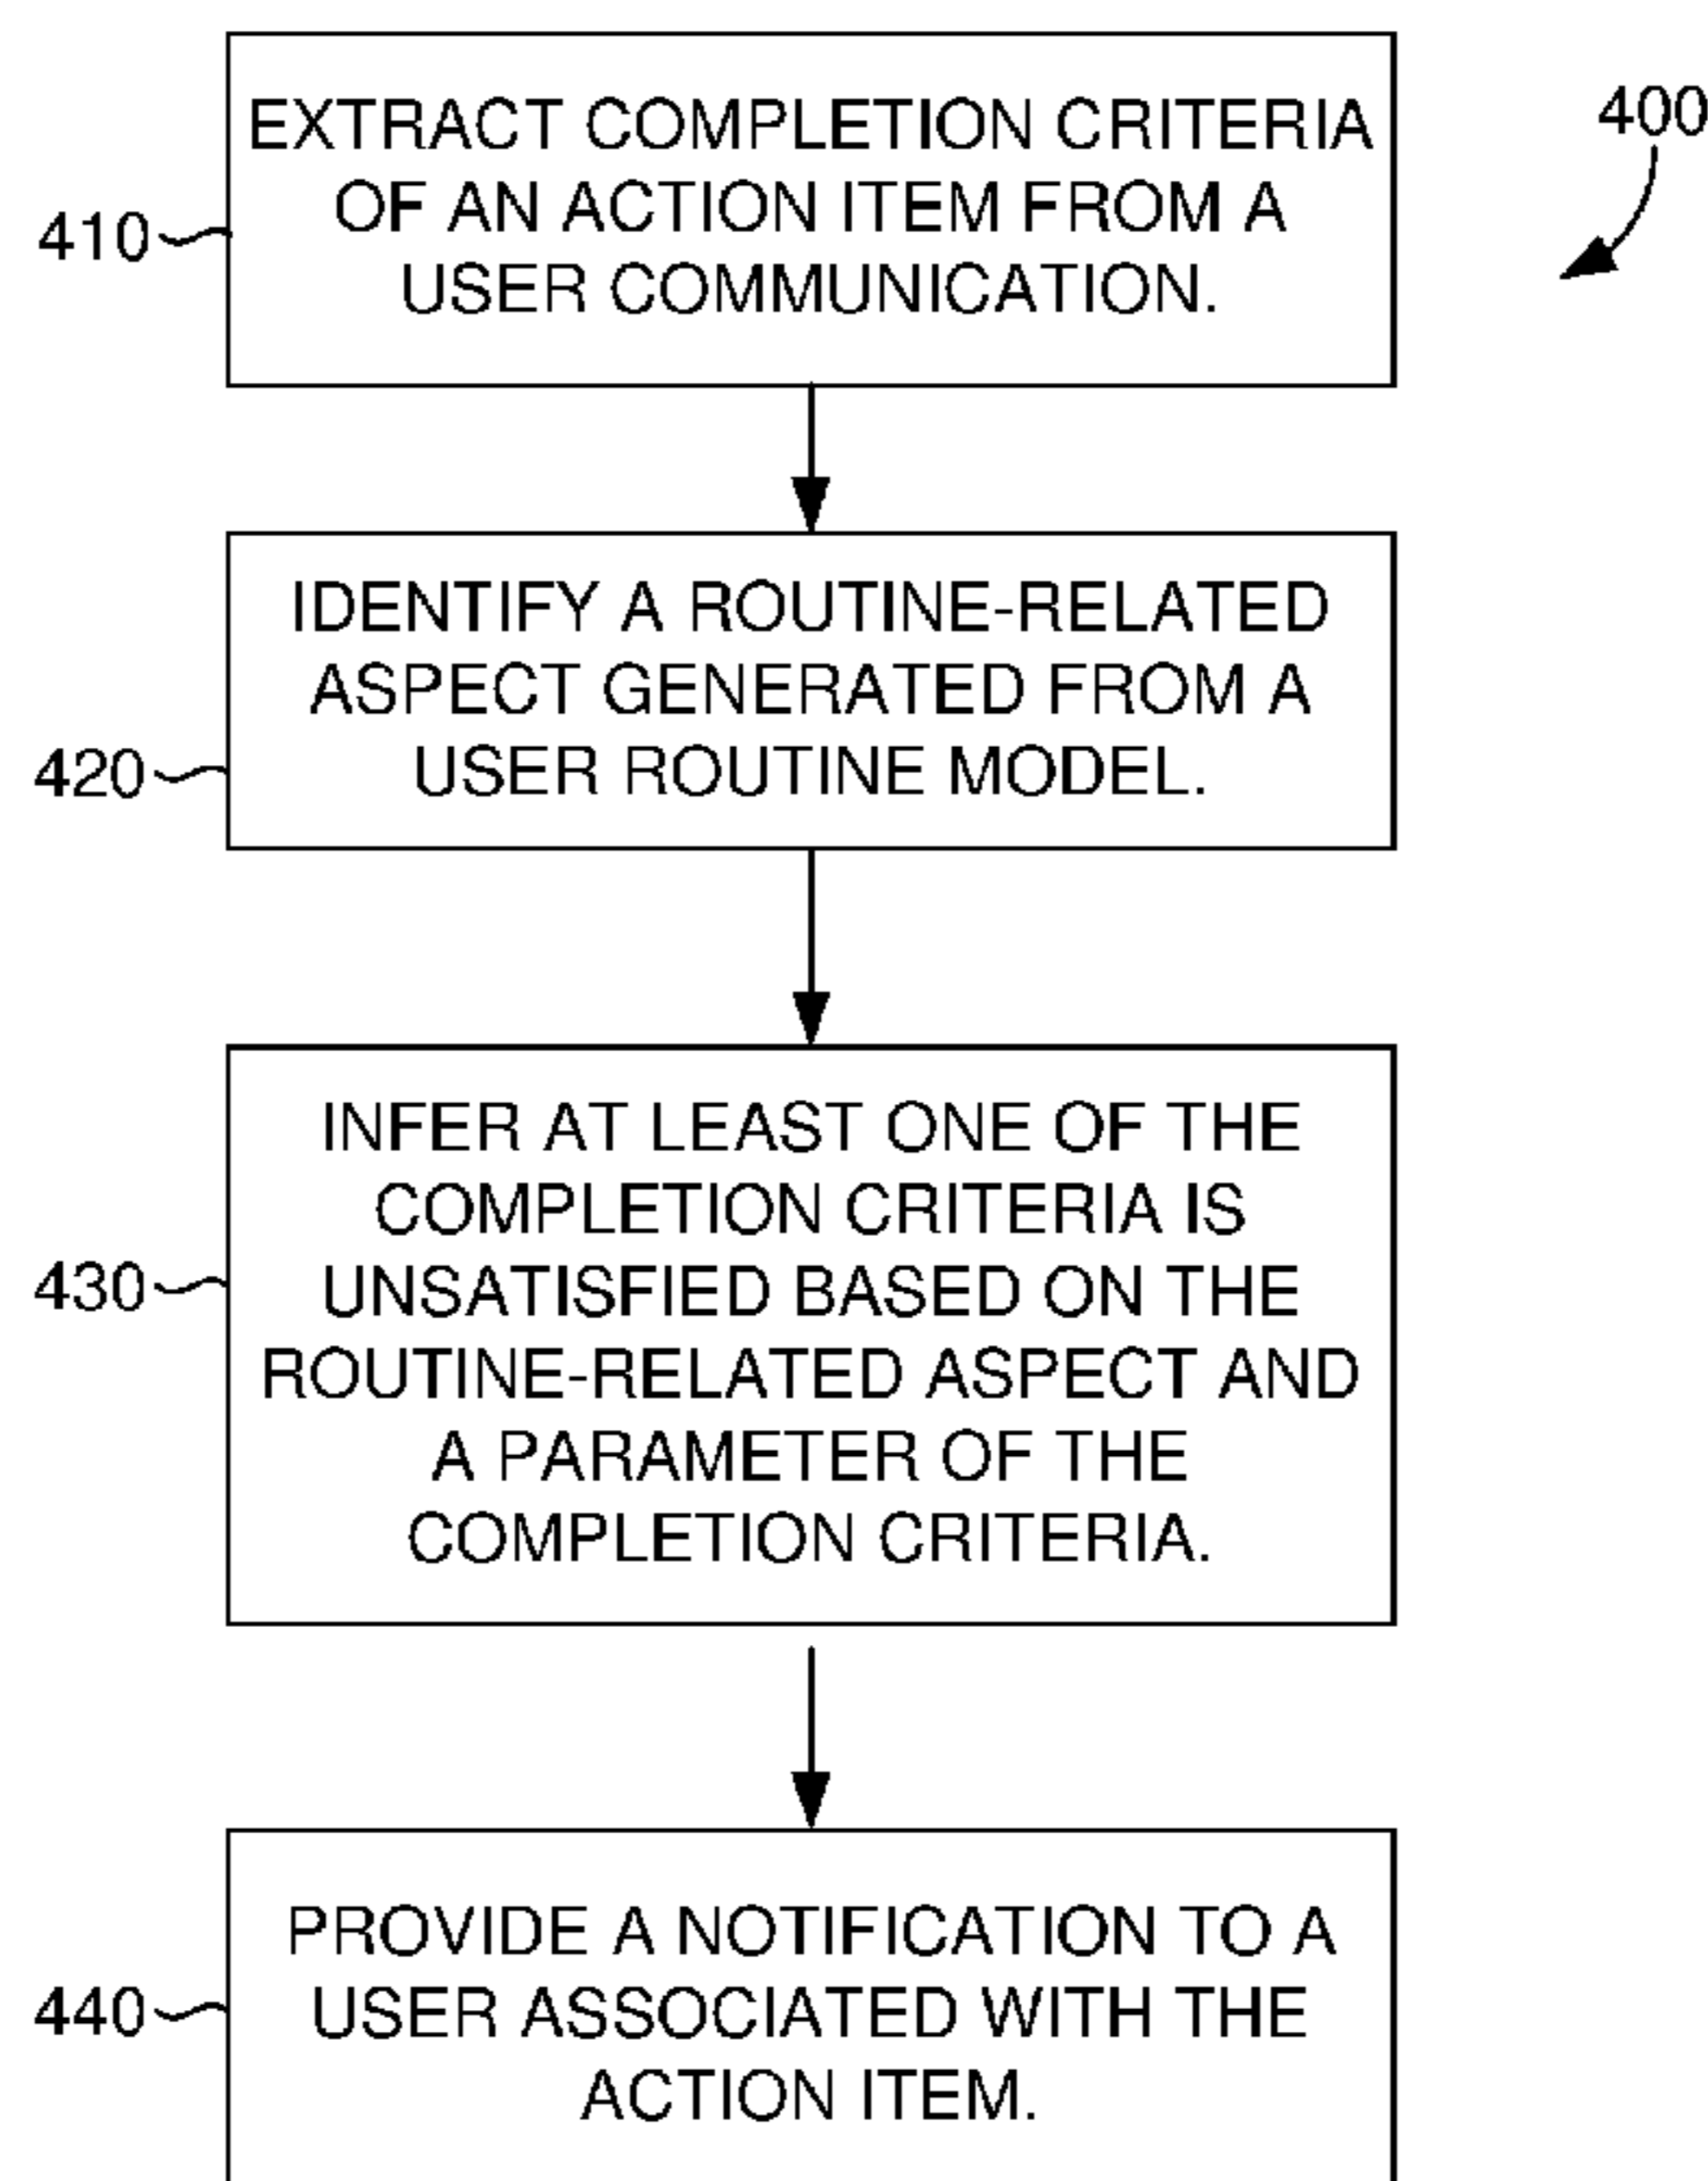 400
EXTRACT COMPLETION CRITERIA
OF AN ACTION ITEM FROM A
USER COMMUNICATION.
410
IDENTIFY A ROUTINE-RELATED
ASPECT GENERATED FROM A
USER ROUTINE MODEL.
420
INFER AT LEAST ONE OF THE
COMPLETION CRITERIA IS
UNSATISFIED BASED ON THE
ROUTINE-RELATED ASPECT AND
A PARAMETER OF THE
COMPLETION CRITERIA.
430
PROVIDE A NOTIFICATION TO A
USER ASSOCIATED WITH THE
ACTION ITEM.
440